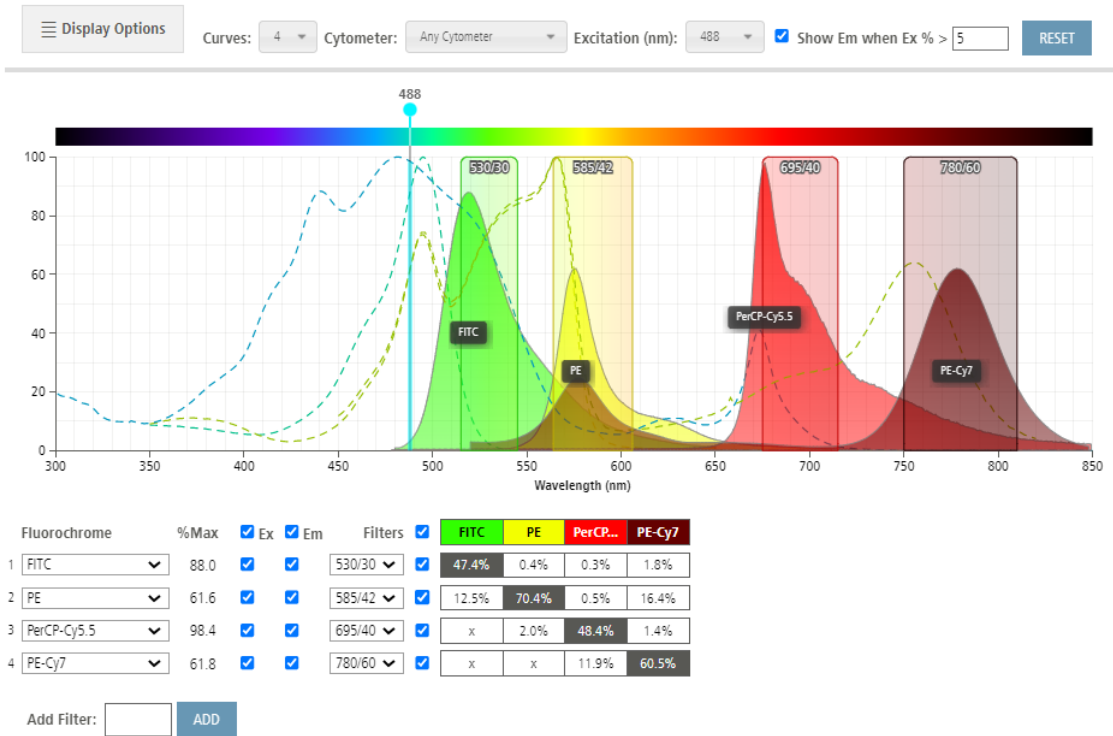 Display Options Curves: 4 Cytometer: Any Cytometer Excitation (nm): 488 Show Em when Ex % > 5 RESET
488
530/30 585/42 695/40 780/60
100
80
60
40
20
0
FITC PE PerCP-Cy5.5 PE-Cy7
300 350 400 450 500 550 600 650 700 750 800 850
Wavelength (nm)
Fluorochrome %Max Ex Em Filters FITC PE PerCP... PE-Cy7
1 FITC 88.0 530/30 47.4% 0.4% 0.3% 1.8%
2 PE 61.6 585/42 12.5% 70.4% 0.5% 16.4%
3 PerCP-Cy5.5 98.4 695/40 x 2.0% 48.4% 1.4%
4 PE-Cy7 61.8 780/60 x x 11.9% 60.5%
Add Filter: ADD